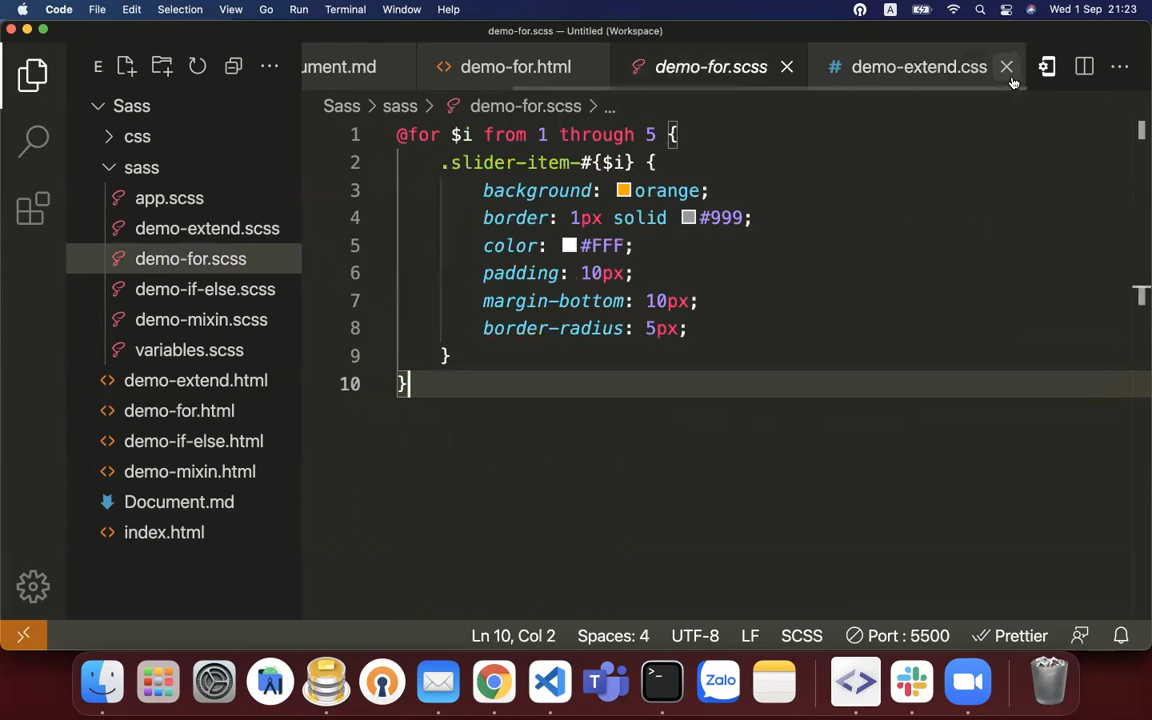 Code File Edit Selection View Go Run Terminal Window Help A Wed 1 Sep 21:23
demo-for.scss — Untitled (Workspace)
E ument.md demo-for.html demo-for.scss # demo-extend.css
Sass > sass > demo-for.scss > ...
Sass
css
sass
app.scss
demo-extend.scss
demo-for.scss
demo-if-else.scss
demo-mixin.scss
variables.scss
demo-extend.html
demo-for.html
demo-if-else.html
demo-mixin.html
Document.md
index.html
1 @for $i from 1 through 5 {
2 .slider-item-#{$i} {
3 background: orange;
4 border: 1px solid #999;
5 color: #FFF;
6 padding: 10px;
7 margin-bottom: 10px;
8 border-radius: 5px;
9 }
10 }
Ln 10, Col 2 Spaces: 4 UTF-8 LF SCSS Port : 5500 Prettier
Zalo